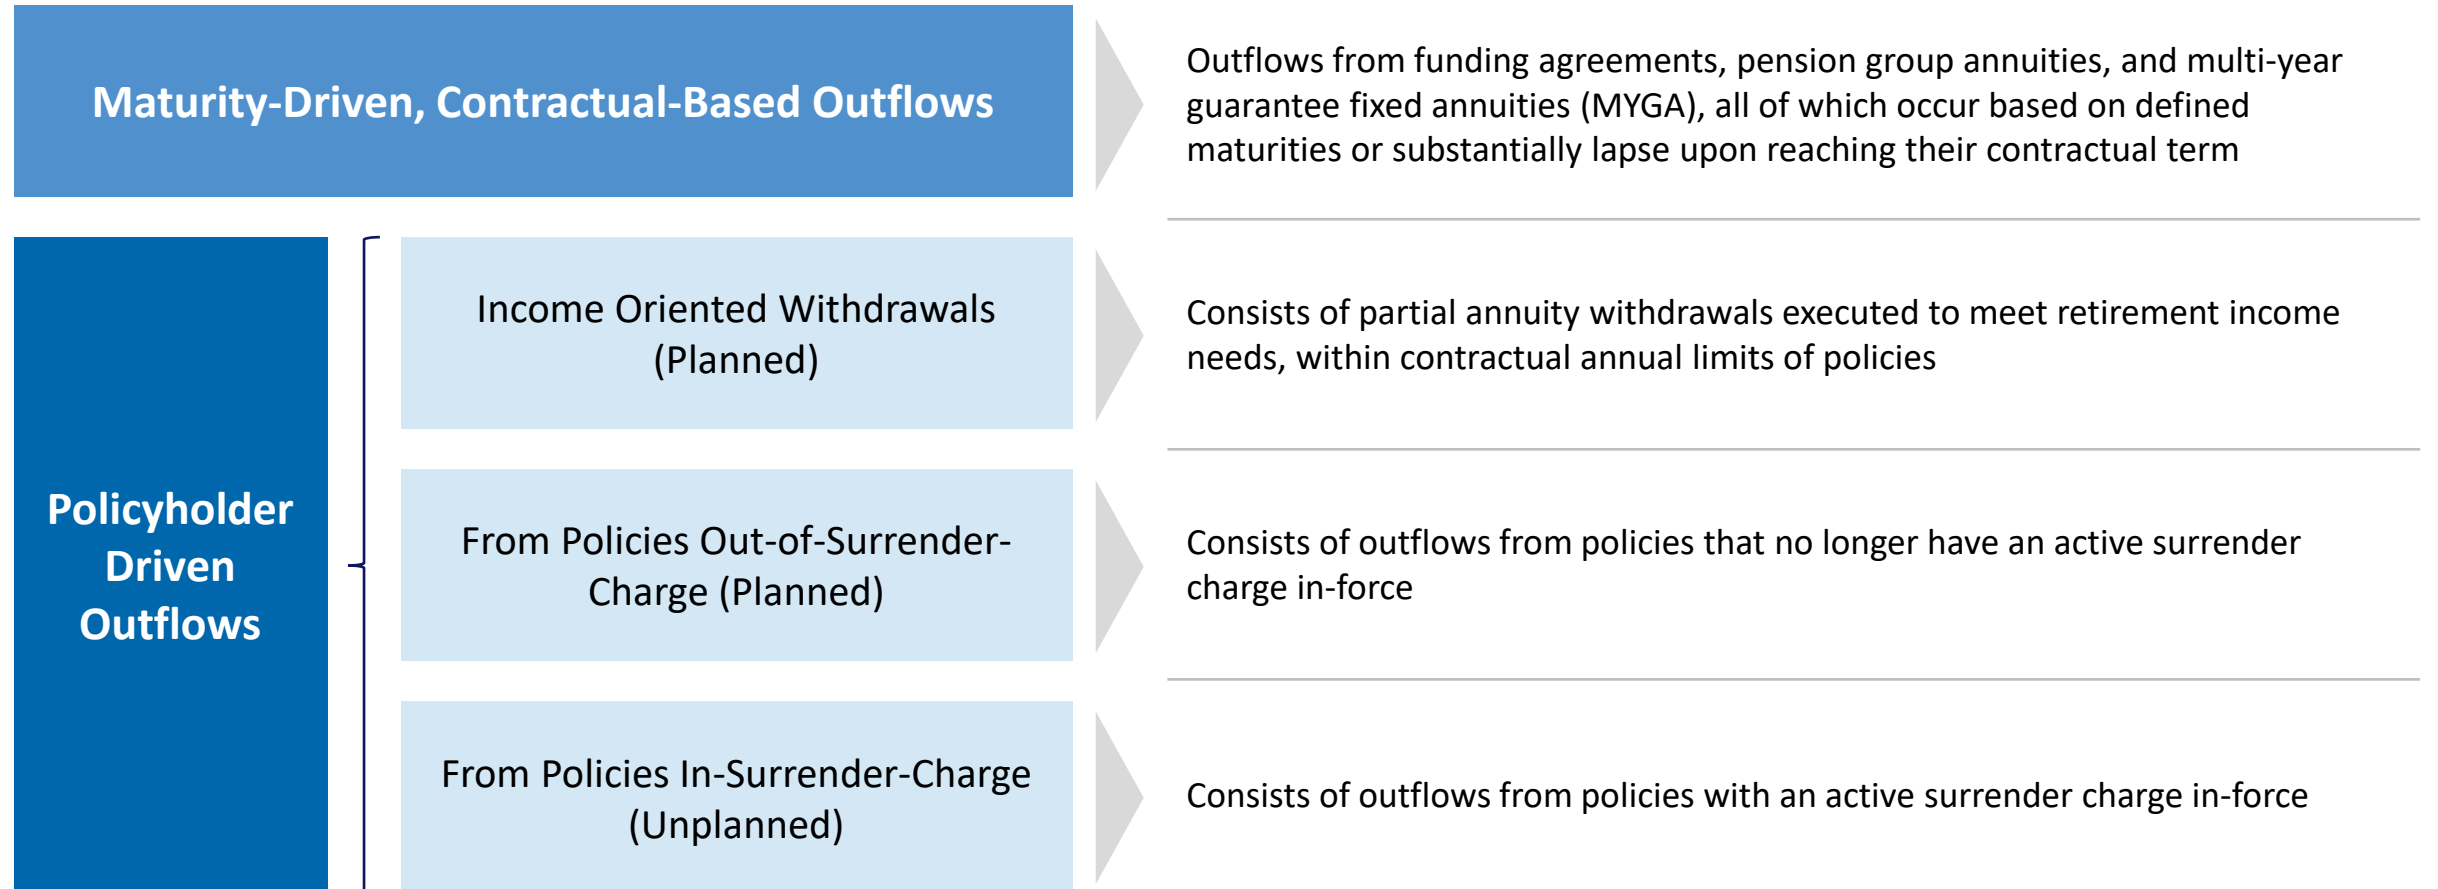 Maturity-Driven, Contractual-Based Outflows
Outflows from funding agreements, pension group annuities, and multi-year
guarantee fixed annuities (MYGA), all of which occur based on defined
maturities or substantially lapse upon reaching their contractual term
Policyholder
Driven
Outflows
Income Oriented Withdrawals
(Planned)
Consists of partial annuity withdrawals executed to meet retirement income
needs, within contractual annual limits of policies
From Policies Out-of-Surrender-
Charge (Planned)
Consists of outflows from policies that no longer have an active surrender
charge in-force
From Policies In-Surrender-Charge
(Unplanned)
Consists of outflows from policies with an active surrender charge in-force